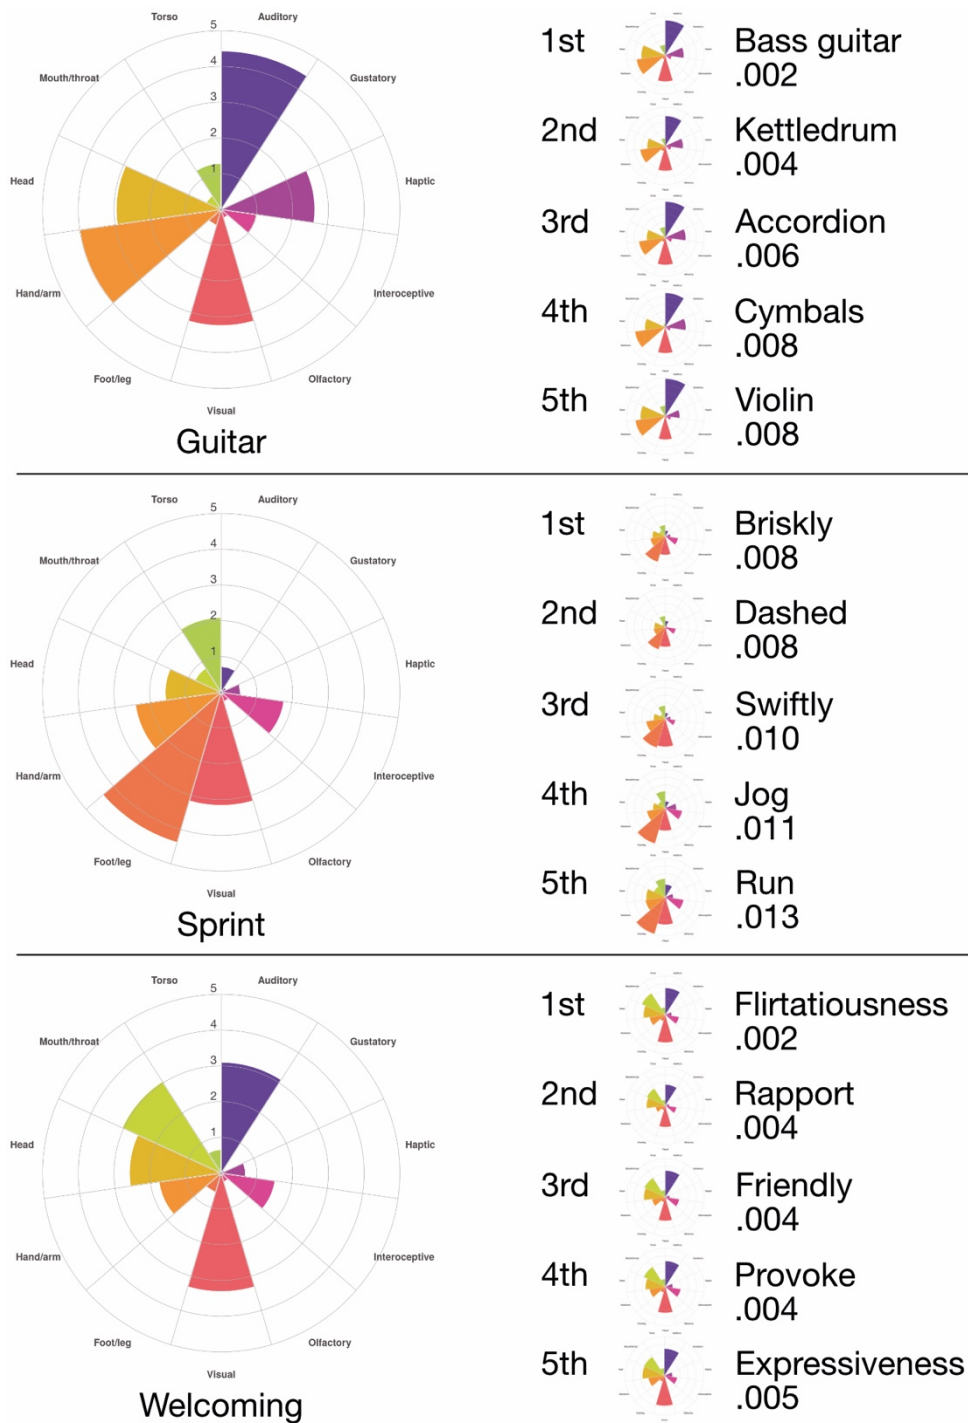 Torso
Auditory
5
Mouth/throat
4
Gustatory
3
2
1
Head
Haptic
Hand/arm
Interoceptive
Foot/leg
Olfactory
Visual
Guitar
1st
Bass guitar
.002
2nd
Kettledrum
.004
3rd
Accordion
.006
4th
Cymbals
.008
5th
Violin
.008
Torso
Auditory
5
Mouth/throat
4
Gustatory
3
2
1
Head
Haptic
Hand/arm
Interoceptive
Foot/leg
Olfactory
Visual
Sprint
1st
Briskly
.008
2nd
Dashed
.008
3rd
Swiftly
.010
4th
Jog
.011
5th
Run
.013
Torso
Auditory
5
Mouth/throat
4
Gustatory
3
2
1
Head
Haptic
Hand/arm
Interoceptive
Foot/leg
Olfactory
Visual
Welcoming
1st
Flirtatiousness
.002
2nd
Rapport
.004
3rd
Friendly
.004
4th
Provoke
.004
5th
Expressiveness
.005